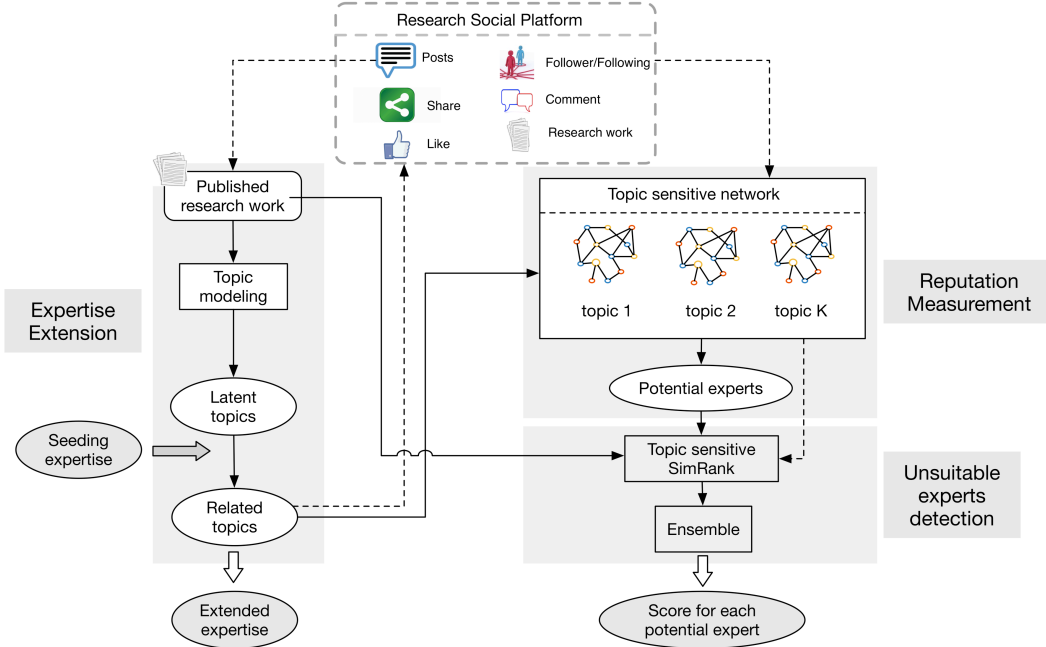 Research Social Platform
Posts
Follower/Following
Share
Comment
Like
Research work
Published
research work
Topic
modeling
Expertise
Extension
Latent
topics
Seeding
expertise
Related
topics
Extended
expertise
Topic sensitive network
topic 1
topic 2
topic K
Reputation
Measurement
Potential experts
Topic sensitive
SimRank
Unsuitable
experts
detection
Ensemble
Score for each
potential expert